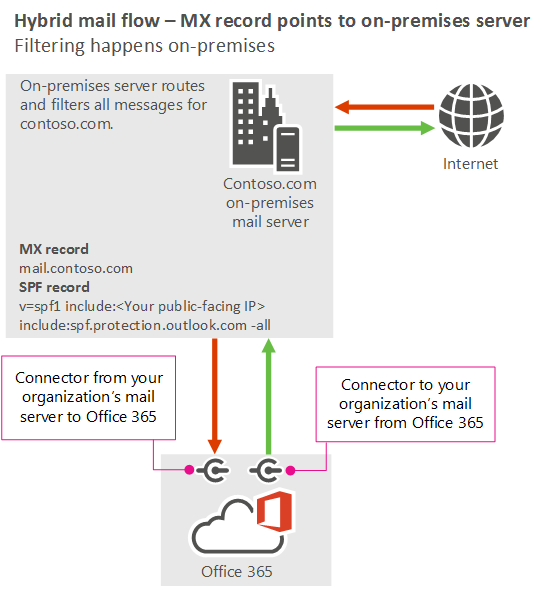 Hybrid mail flow – MX record points to on-premises server
Filtering happens on-premises
On-premises server routes
and filters all messages for
contoso.com.
Contoso.com
on-premises
mail server
Internet
MX record
mail.contoso.com
SPF record
v=spf1 include:<Your public-facing IP>
include:spf.protection.outlook.com -all
Connector from your
organization's mail
server to Office 365
Connector to your
organization's mail
server from Office 365
Office 365